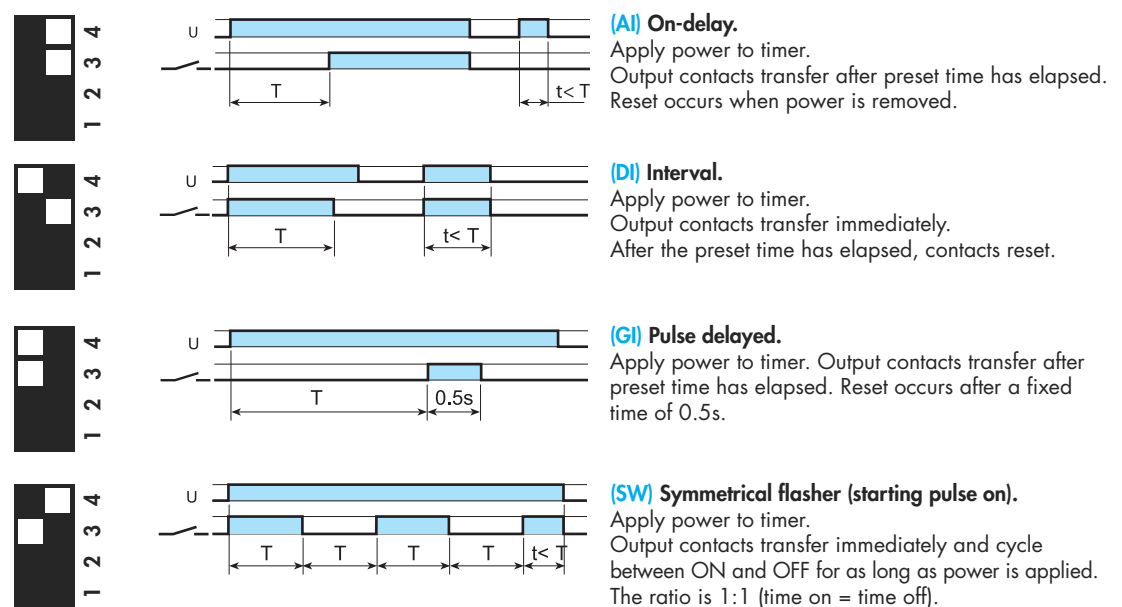 4
3
2
1
U
T
t< T
(AI) On-delay.
Apply power to timer.
Output contacts transfer after preset time has elapsed.
Reset occurs when power is removed.
4
3
2
1
U
T
t< T
(DI) Interval.
Apply power to timer.
Output contacts transfer immediately.
After the preset time has elapsed, contacts reset.
4
3
2
1
U
T
0.5s
(GI) Pulse delayed.
Apply power to timer. Output contacts transfer after
preset time has elapsed. Reset occurs after a fixed
time of 0.5s.
4
3
2
1
U
T T T T t< T
(SW) Symmetrical flasher (starting pulse on).
Apply power to timer.
Output contacts transfer immediately and cycle
between ON and OFF for as long as power is applied.
The ratio is 1:1 (time on = time off).